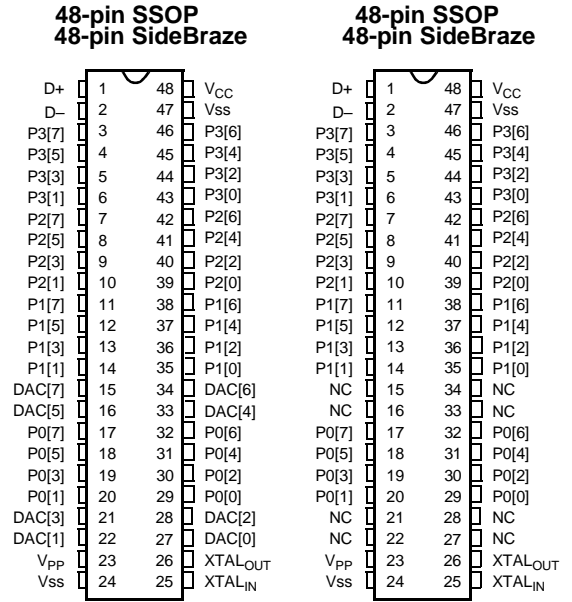 48-pin SSOP
48-pin SideBraze
D+ 1 48 VCC
D– 2 47 Vss
P3[7] 3 46 P3[6]
P3[5] 4 45 P3[4]
P3[3] 5 44 P3[2]
P3[1] 6 43 P3[0]
P2[7] 7 42 P2[6]
P2[5] 8 41 P2[4]
P2[3] 9 40 P2[2]
P2[1] 10 39 P2[0]
P1[7] 11 38 P1[6]
P1[5] 12 37 P1[4]
P1[3] 13 36 P1[2]
P1[1] 14 35 P1[0]
DAC[7] 15 34 DAC[6]
DAC[5] 16 33 DAC[4]
P0[7] 17 32 P0[6]
P0[5] 18 31 P0[4]
P0[3] 19 30 P0[2]
P0[1] 20 29 P0[0]
DAC[3] 21 28 DAC[2]
DAC[1] 22 27 DAC[0]
VPP 23 26 XTALOUT
Vss 24 25 XTALIN
48-pin SSOP
48-pin SideBraze
D+ 1 48 VCC
D– 2 47 Vss
P3[7] 3 46 P3[6]
P3[5] 4 45 P3[4]
P3[3] 5 44 P3[2]
P3[1] 6 43 P3[0]
P2[7] 7 42 P2[6]
P2[5] 8 41 P2[4]
P2[3] 9 40 P2[2]
P2[1] 10 39 P2[0]
P1[7] 11 38 P1[6]
P1[5] 12 37 P1[4]
P1[3] 13 36 P1[2]
P1[1] 14 35 P1[0]
NC 15 34 NC
NC 16 33 NC
P0[7] 17 32 P0[6]
P0[5] 18 31 P0[4]
P0[3] 19 30 P0[2]
P0[1] 20 29 P0[0]
NC 21 28 NC
NC 22 27 NC
VPP 23 26 XTALOUT
Vss 24 25 XTALIN